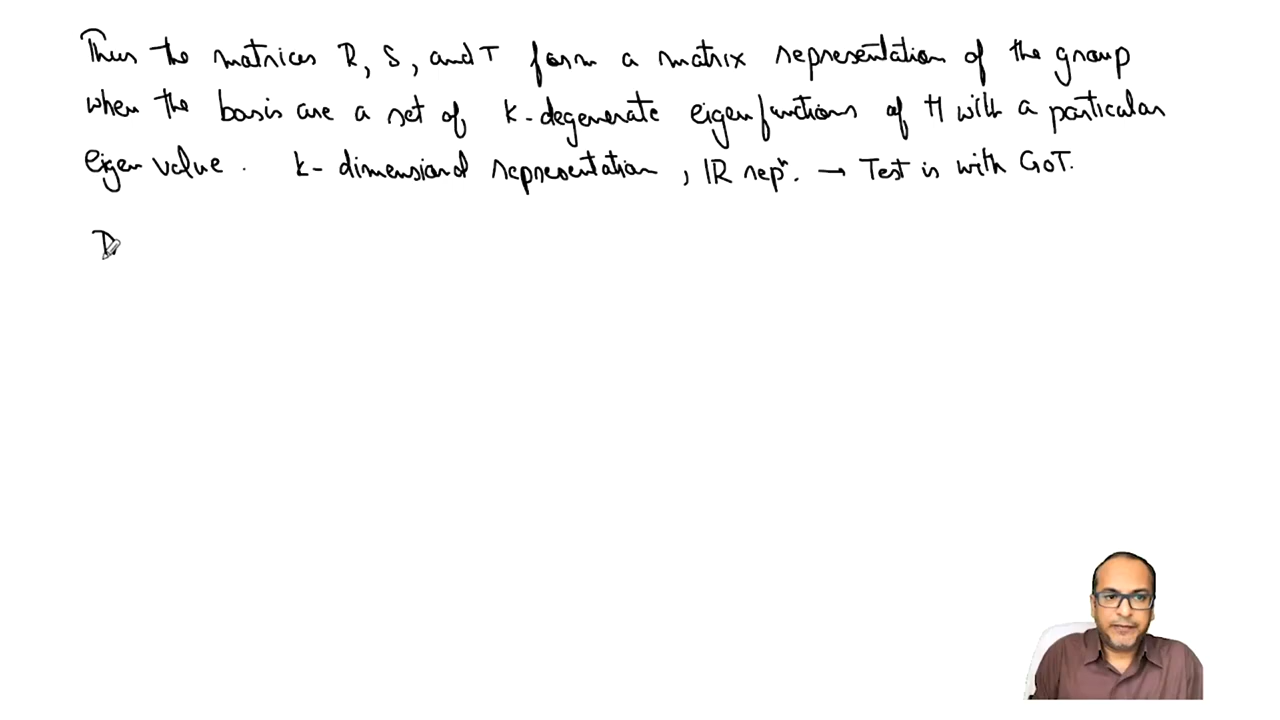 Thus the matrices R, S, and T form a matrix representation of the group
when the basis are a set of k-degenerate eigenfunctions of H with a particular
eigen value. k-dimensional representation, IR repⁿ. → Test is with GOT.